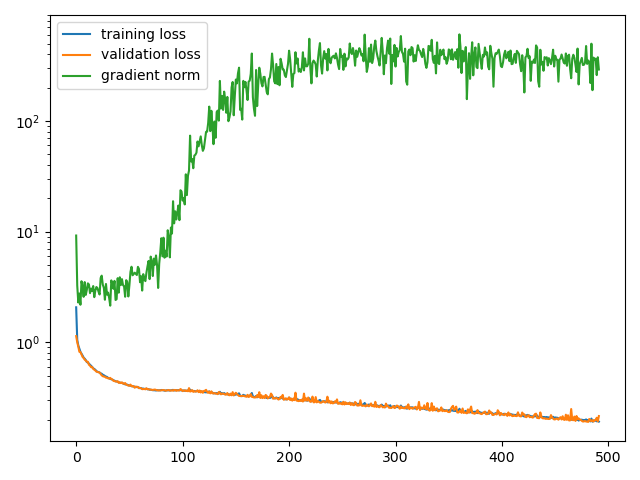 training loss
validation loss
gradient norm
10²
10¹
10⁰
0 100 200 300 400 500